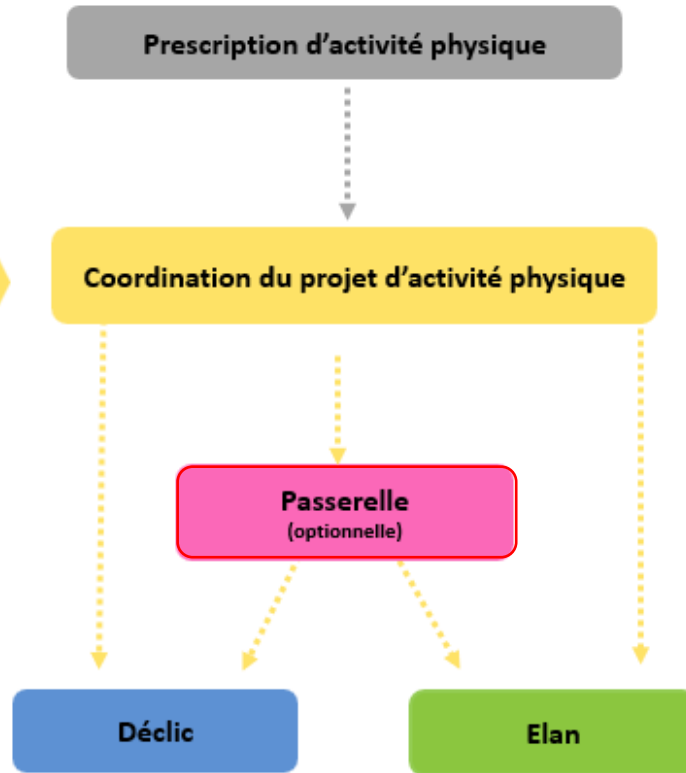 Prescription d’activité physique
Coordination du projet d’activité physique
Passerelle
(optionnelle)
Déclic
Elan